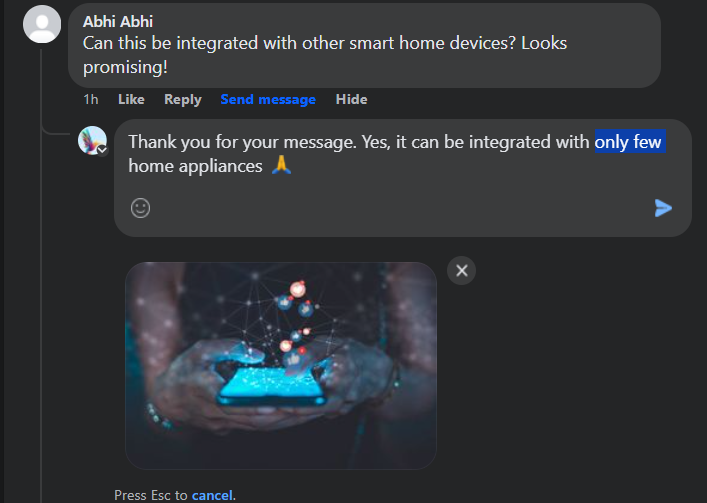 Abhi Abhi
Can this be integrated with other smart home devices? Looks
promising!
1h Like Reply Send message Hide
Thank you for your message. Yes, it can be integrated with only few
home appliances 🙏
Press Esc to cancel.